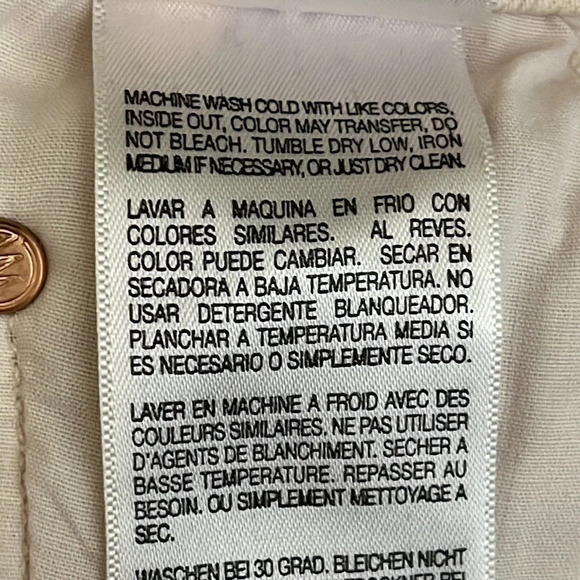 MACHINE WASH COLD WITH LIKE COLORS,
INSIDE OUT, COLOR MAY TRANSFER, DO
NOT BLEACH. TUMBLE DRY LOW, IRON
MEDIUM IF NECESSARY, OR JUST DRY CLEAN.
LAVAR A MAQUINA EN FRIO CON
COLORES SIMILARES. AL REVES.
COLOR PUEDE CAMBIAR. SECAR EN
SECADORA A BAJA TEMPERATURA. NO
USAR DETERGENTE BLANQUEADOR.
PLANCHAR A TEMPERATURA MEDIA SI
ES NECESARIO O SIMPLEMENTE SECO.
LAVER EN MACHINE A FROID AVEC DES
COULEURS SIMILAIRES. NE PAS UTILISER
D'AGENTS DE BLANCHIMENT. SECHER A
BASSE TEMPERATURE. REPASSER AU
BESOIN. OU SIMPLEMENT METTOYAGE A
SEC.
WASCHEN BEI 30 GRAD. BLEICHEN NICHT